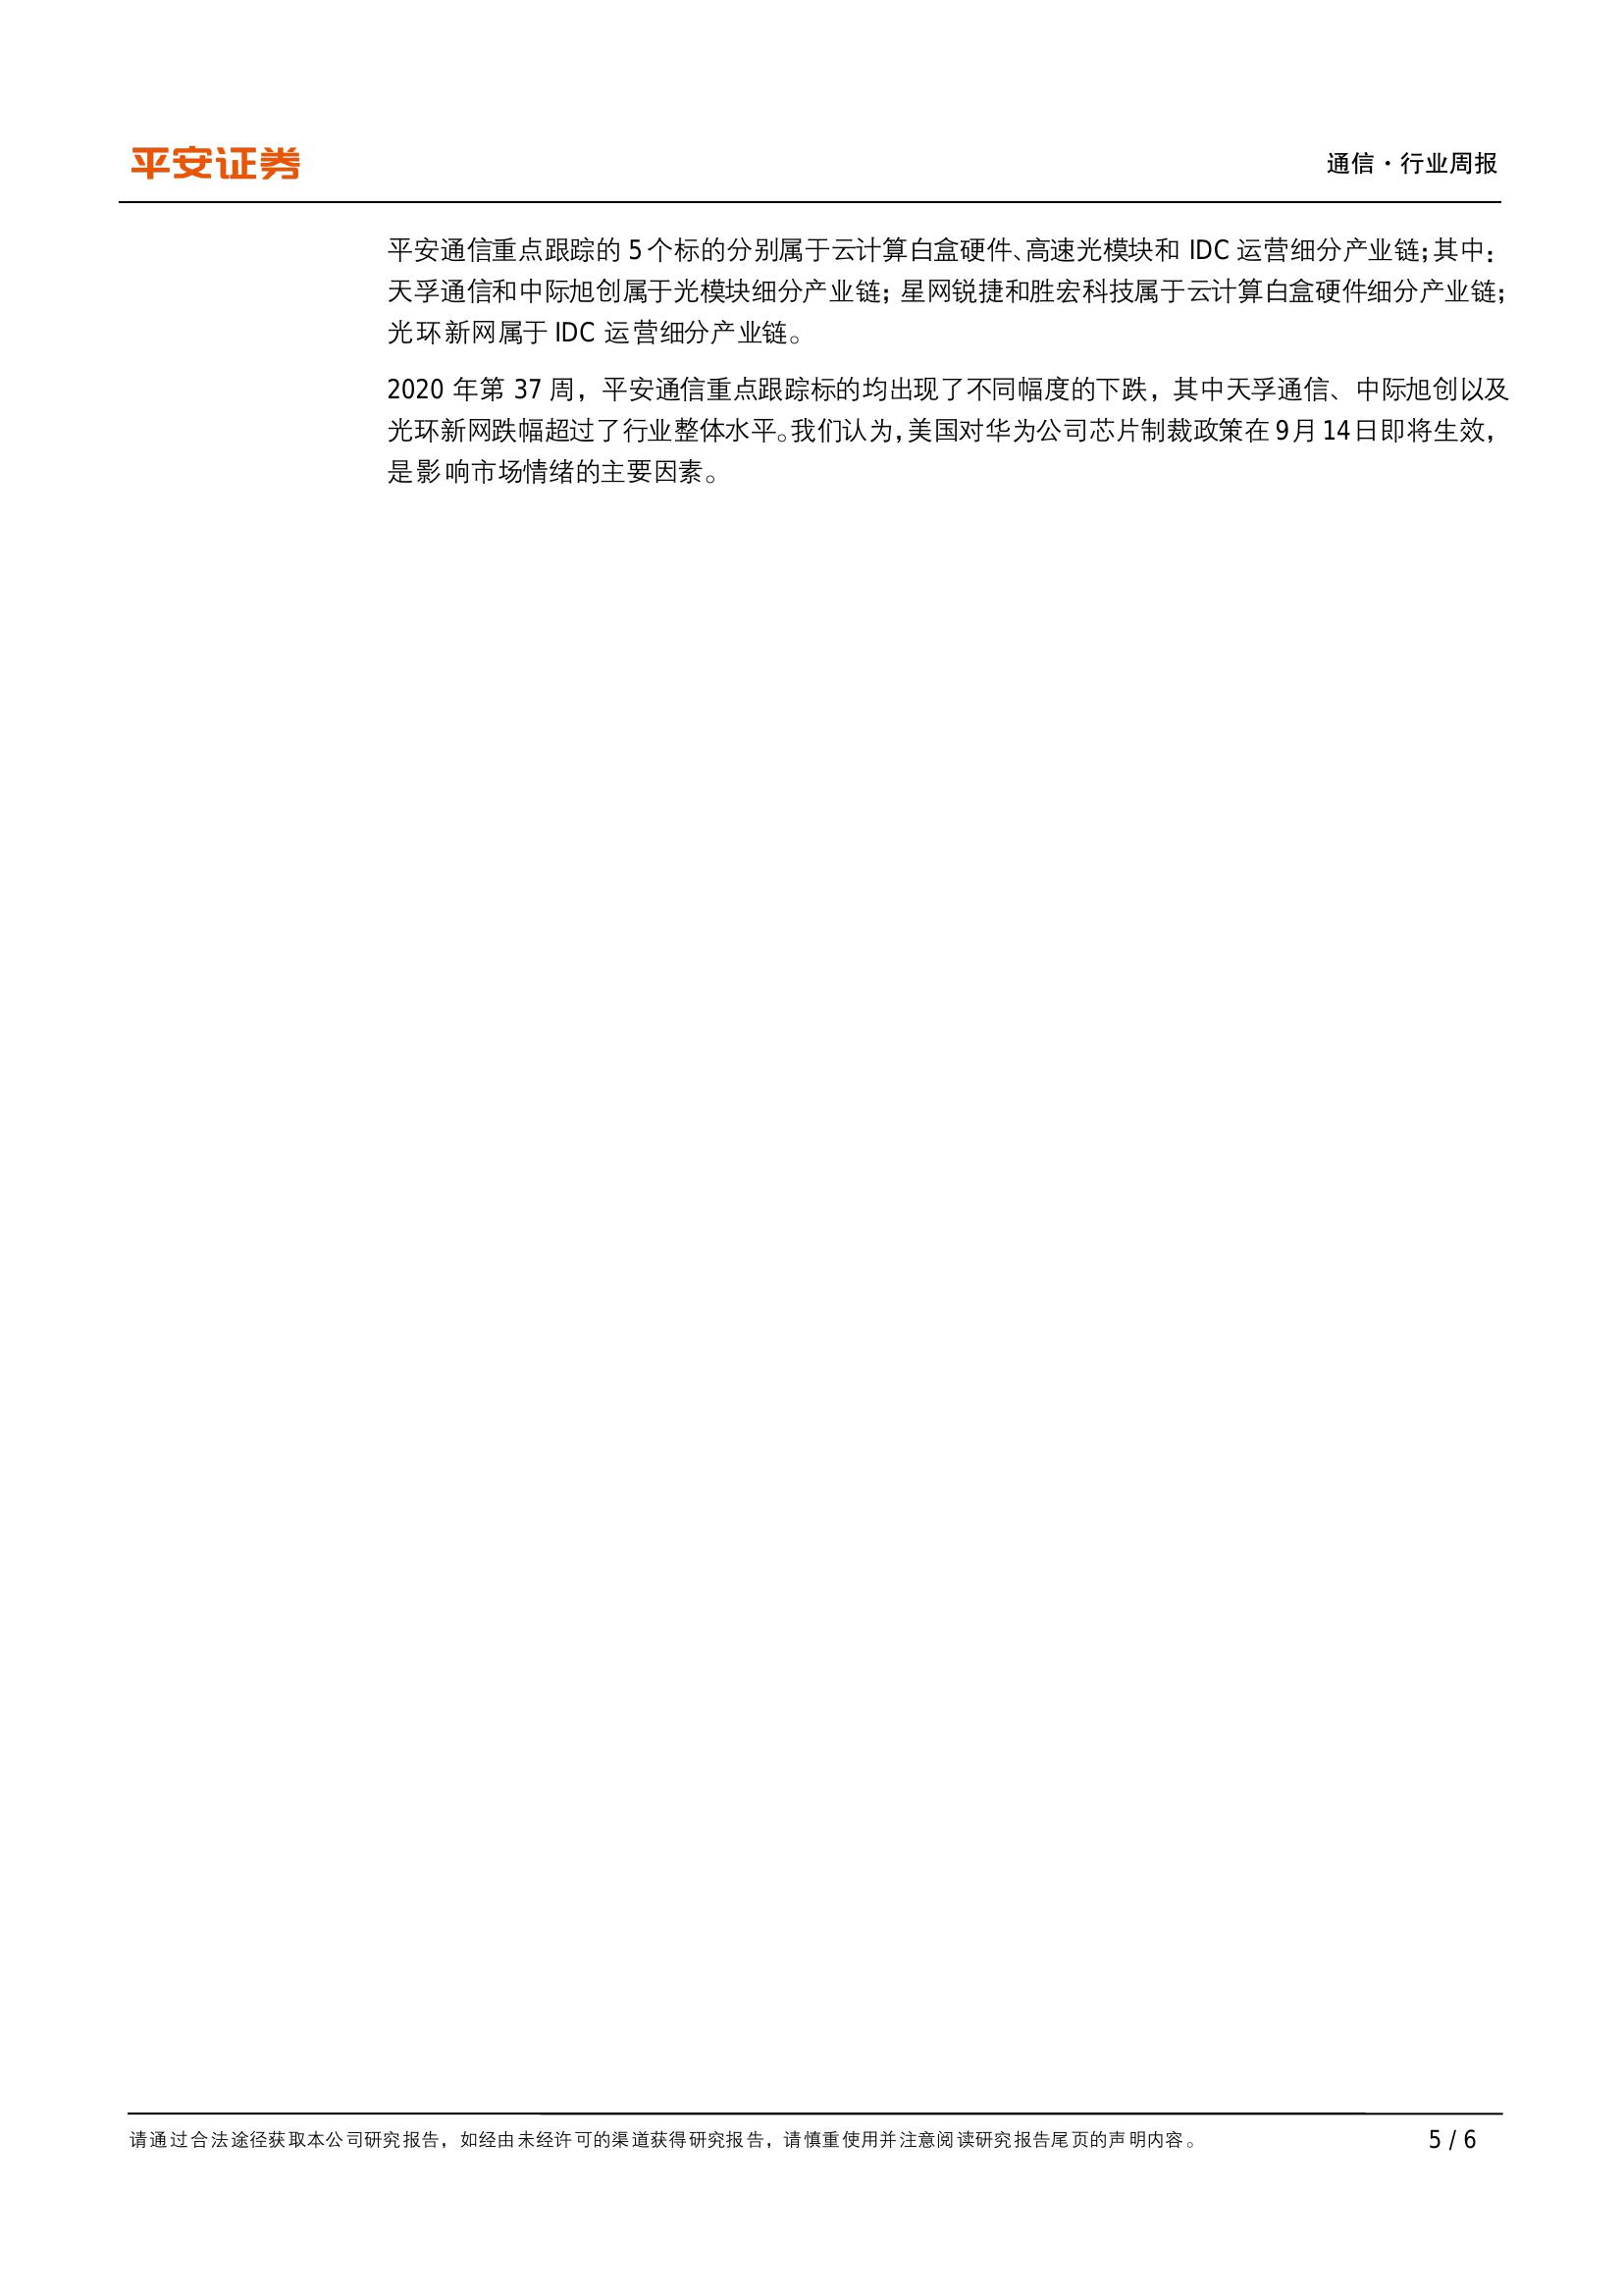 平安证券
通信·行业周报
平安通信重点跟踪的 5 个标的分别属于云计算白盒硬件、高速光模块和 IDC 运营细分产业链；其中：
天孚通信和中际旭创属于光模块细分产业链；星网锐捷和胜宏科技属于云计算白盒硬件细分产业链；
光环新网属于 IDC 运营细分产业链。
2020 年第 37 周，平安通信重点跟踪标的均出现了不同幅度的下跌，其中天孚通信、中际旭创以及
光环新网跌幅超过了行业整体水平。我们认为，美国对华为公司芯片制裁政策在 9 月 14 日即将生效，
是影响市场情绪的主要因素。
请通过合法途径获取本公司研究报告，如经由未经许可的渠道获得研究报告，请慎重使用并注意阅读研究报告尾页的声明内容。
5 / 6